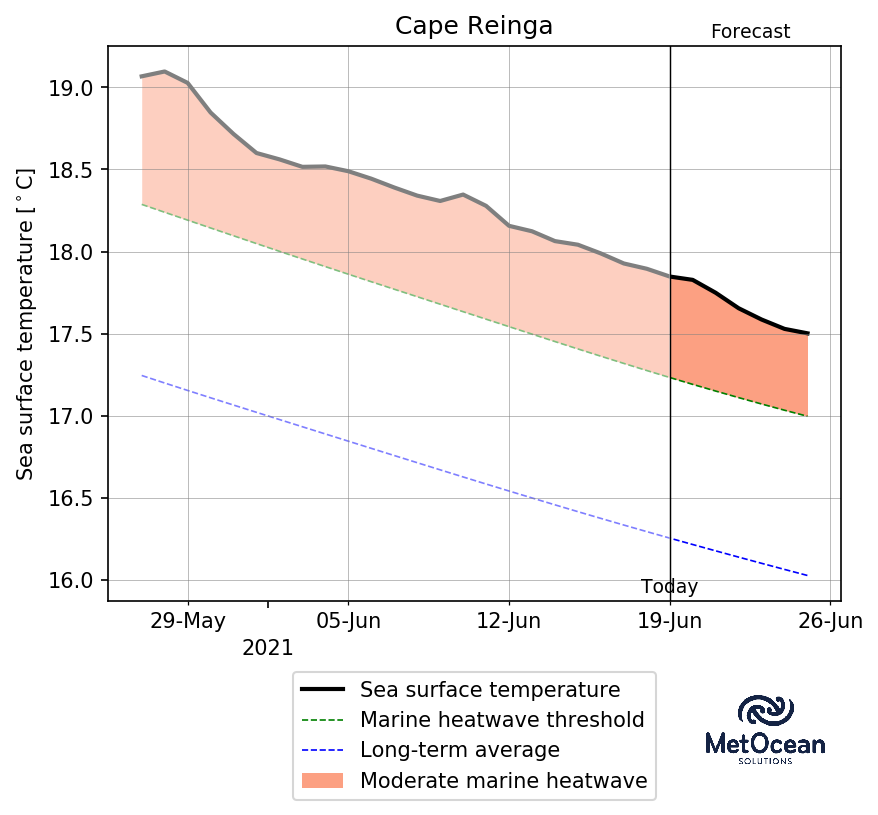 Cape Reinga
Forecast
Sea surface temperature [°C]
19.0
18.5
18.0
17.5
17.0
16.5
16.0
Today
29-May 05-Jun 12-Jun 19-Jun 26-Jun
2021
Sea surface temperature
Marine heatwave threshold
Long-term average
Moderate marine heatwave
MetOcean
SOLUTIONS